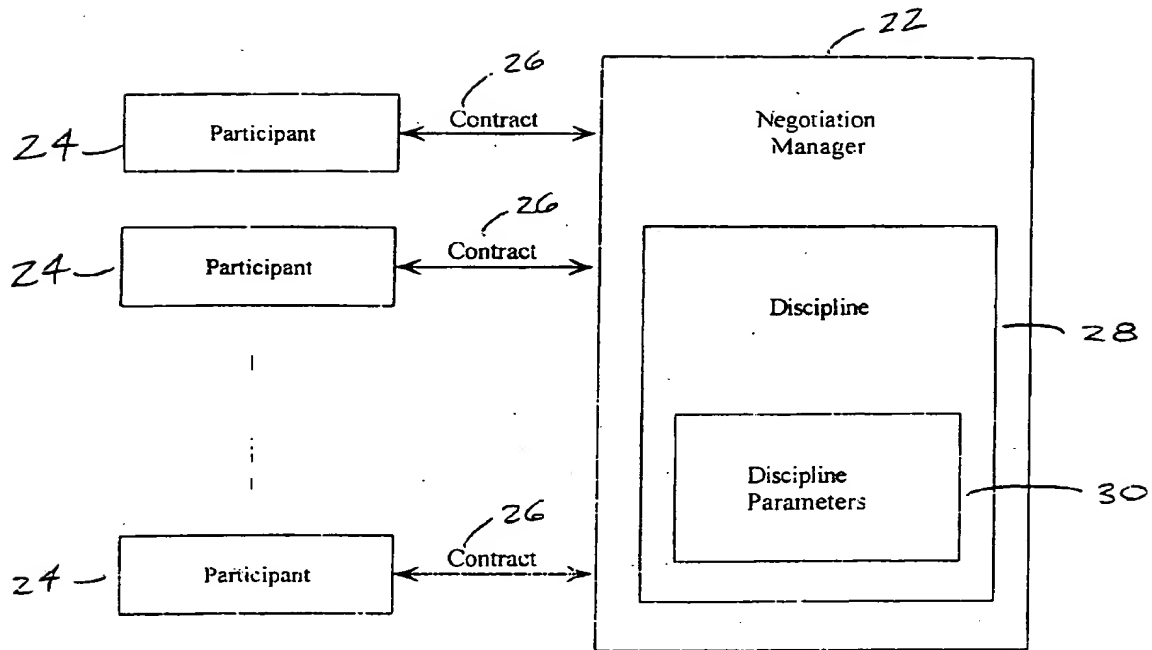 22
26
Contract
Participant
24
Negotiation
Manager
26
Contract
Participant
24
Discipline
28
Discipline
Parameters
30
26
Contract
Participant
24